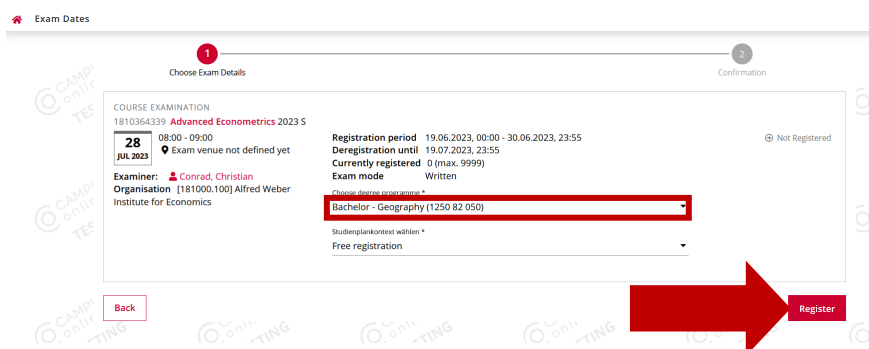 Exam Dates
1
2
Choose Exam Details
Confirmation
COURSE EXAMINATION
1810364339 Advanced Econometrics 2023 S
28
JUL 2023
08:00 - 09:00
Exam venue not defined yet
Examiner: Conrad, Christian
Organisation [181000.100] Alfred Weber
Institute for Economics
Registration period 19.06.2023, 00:00 - 30.06.2023, 23:55
Deregistration until 19.07.2023, 23:55
Currently registered 0 (max. 9999)
Exam mode Written
Choose degree programme *
Bachelor - Geography (1250 82 050)
Studienplankontext wählen *
Free registration
Not Registered
Back
Register